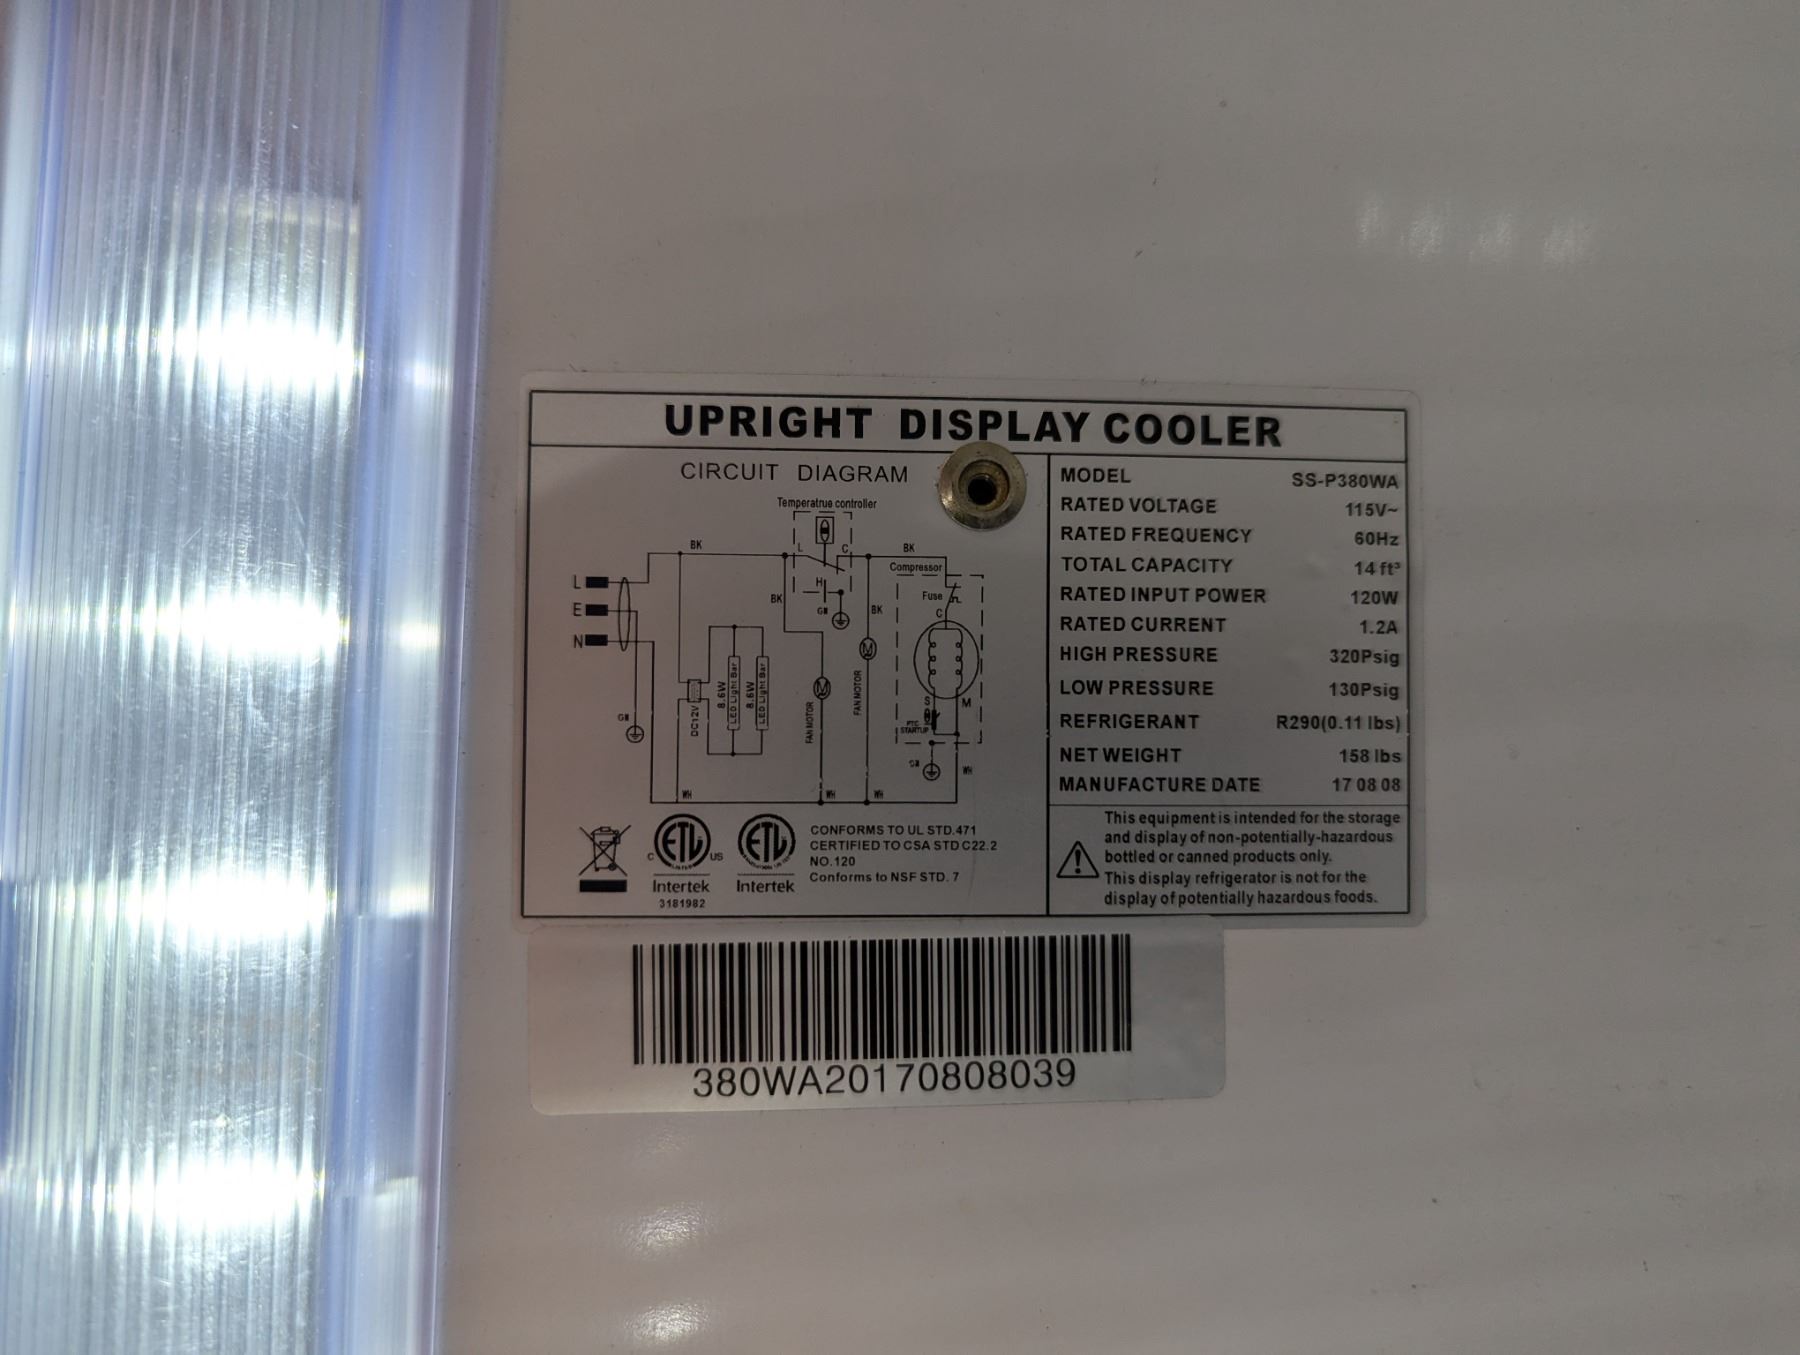 UPRIGHT DISPLAY COOLER
CIRCUIT DIAGRAM
Temperatrue controller
L C
BK
BK
H
Compressor
L
BK
GN
BK
Fuse
E
C
N
8.6W
LED Light Bar
8.6W
LED Light Bar
DC12V
M
M
FAN MOTOR
FAN MOTOR
S
M
PTC
STARTUP
GN
GN
WH
WH
WH
WH
MODEL SS-P380WA
RATED VOLTAGE 115V~
RATED FREQUENCY 60Hz
TOTAL CAPACITY 14 ft³
RATED INPUT POWER 120W
RATED CURRENT 1.2A
HIGH PRESSURE 320Psig
LOW PRESSURE 130Psig
REFRIGERANT R290(0.11 lbs)
NET WEIGHT 158 lbs
MANUFACTURE DATE 17 08 08
C ETL US
LISTED
Intertek
3181982
ETL
Intertek
CONFORMS TO UL STD.471
CERTIFIED TO CSA STD C22.2
NO.120
Conforms to NSF STD. 7
This equipment is intended for the storage
and display of non-potentially-hazardous
bottled or canned products only.
This display refrigerator is not for the
display of potentially hazardous foods.
380WA20170808039